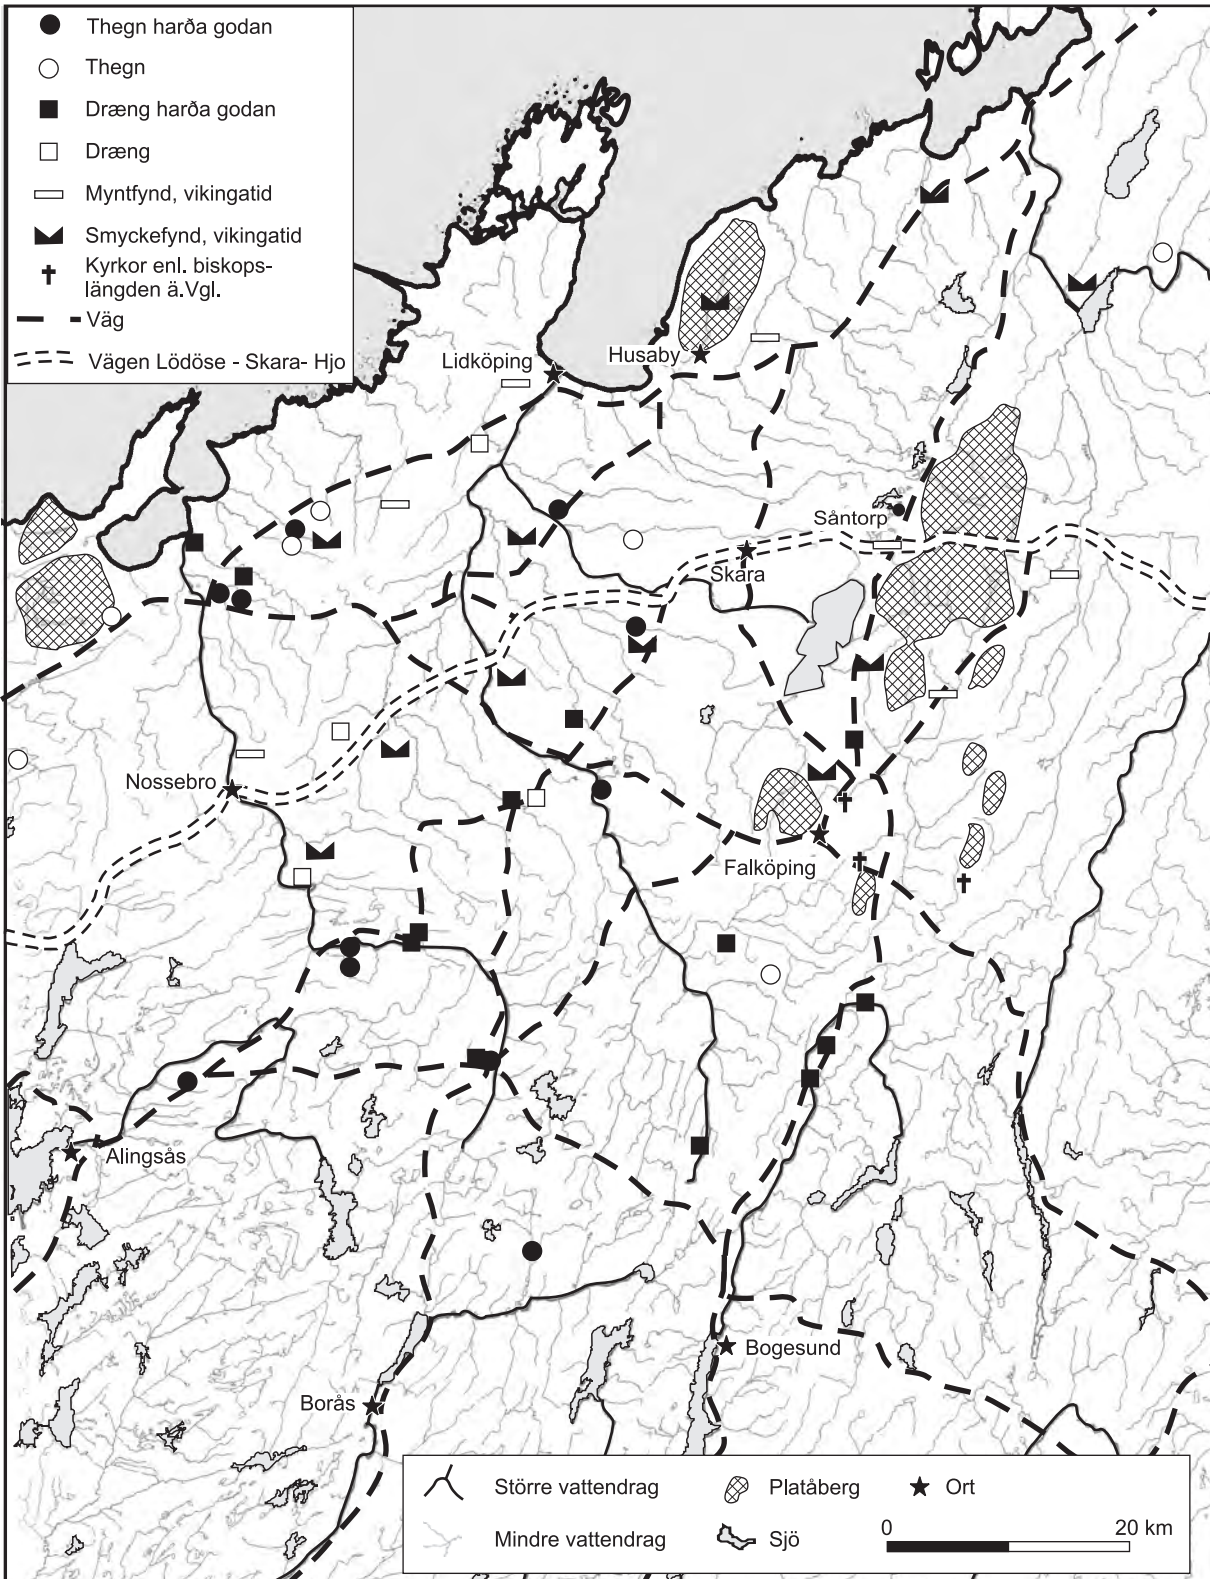 Thegn harða godan
Thegn
Dræng harða godan
Dræng
Myntfynd, vikingatid
Smyckefynd, vikingatid
Kyrkor enl. biskops-
längden ä.Vgl.
Väg
Vägen Lödöse - Skara- Hjo
Lidköping
Husaby
Såntorp
Skara
Nossebro
Falköping
Alingsås
Bogesund
Borås
Större vattendrag
Platåberg
Ort
Mindre vattendrag
Sjö
0 20 km